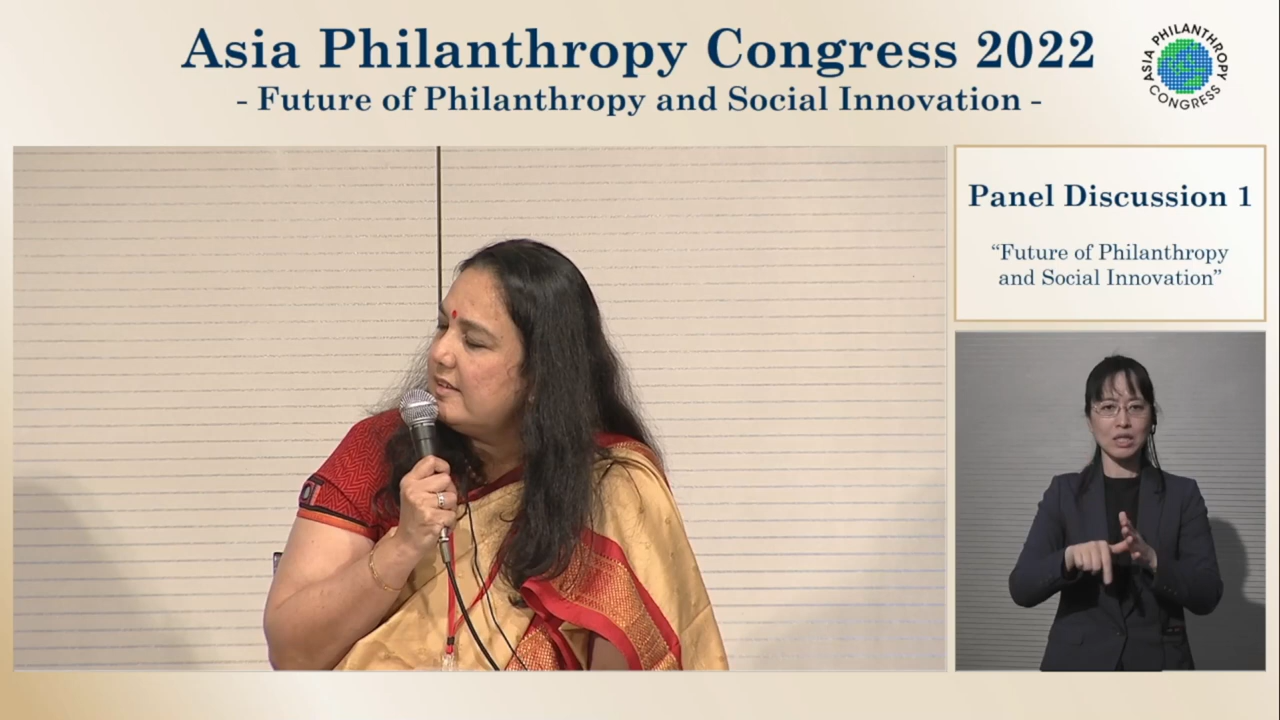 Asia Philanthropy Congress 2022
- Future of Philanthropy and Social Innovation -
ASIA PHILANTHROPY
CONGRESS
Panel Discussion 1
“Future of Philanthropy
and Social Innovation”